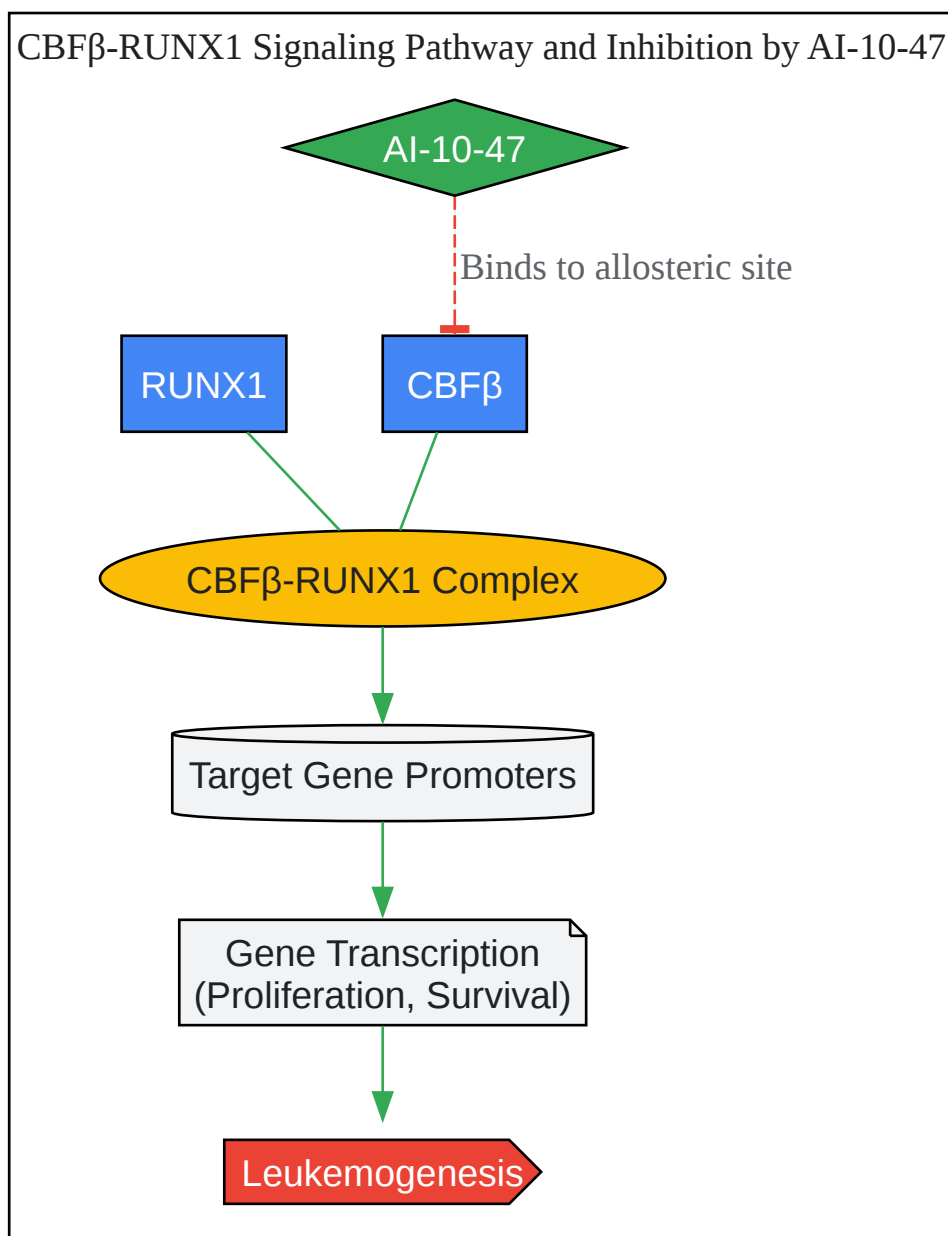 CBFβ-RUNX1 Signaling Pathway and Inhibition by AI-10-47
AI-10-47
Binds to allosteric site
RUNX1
CBFβ
CBFβ-RUNX1 Complex
Target Gene Promoters
Gene Transcription
(Proliferation, Survival)
Leukemogenesis